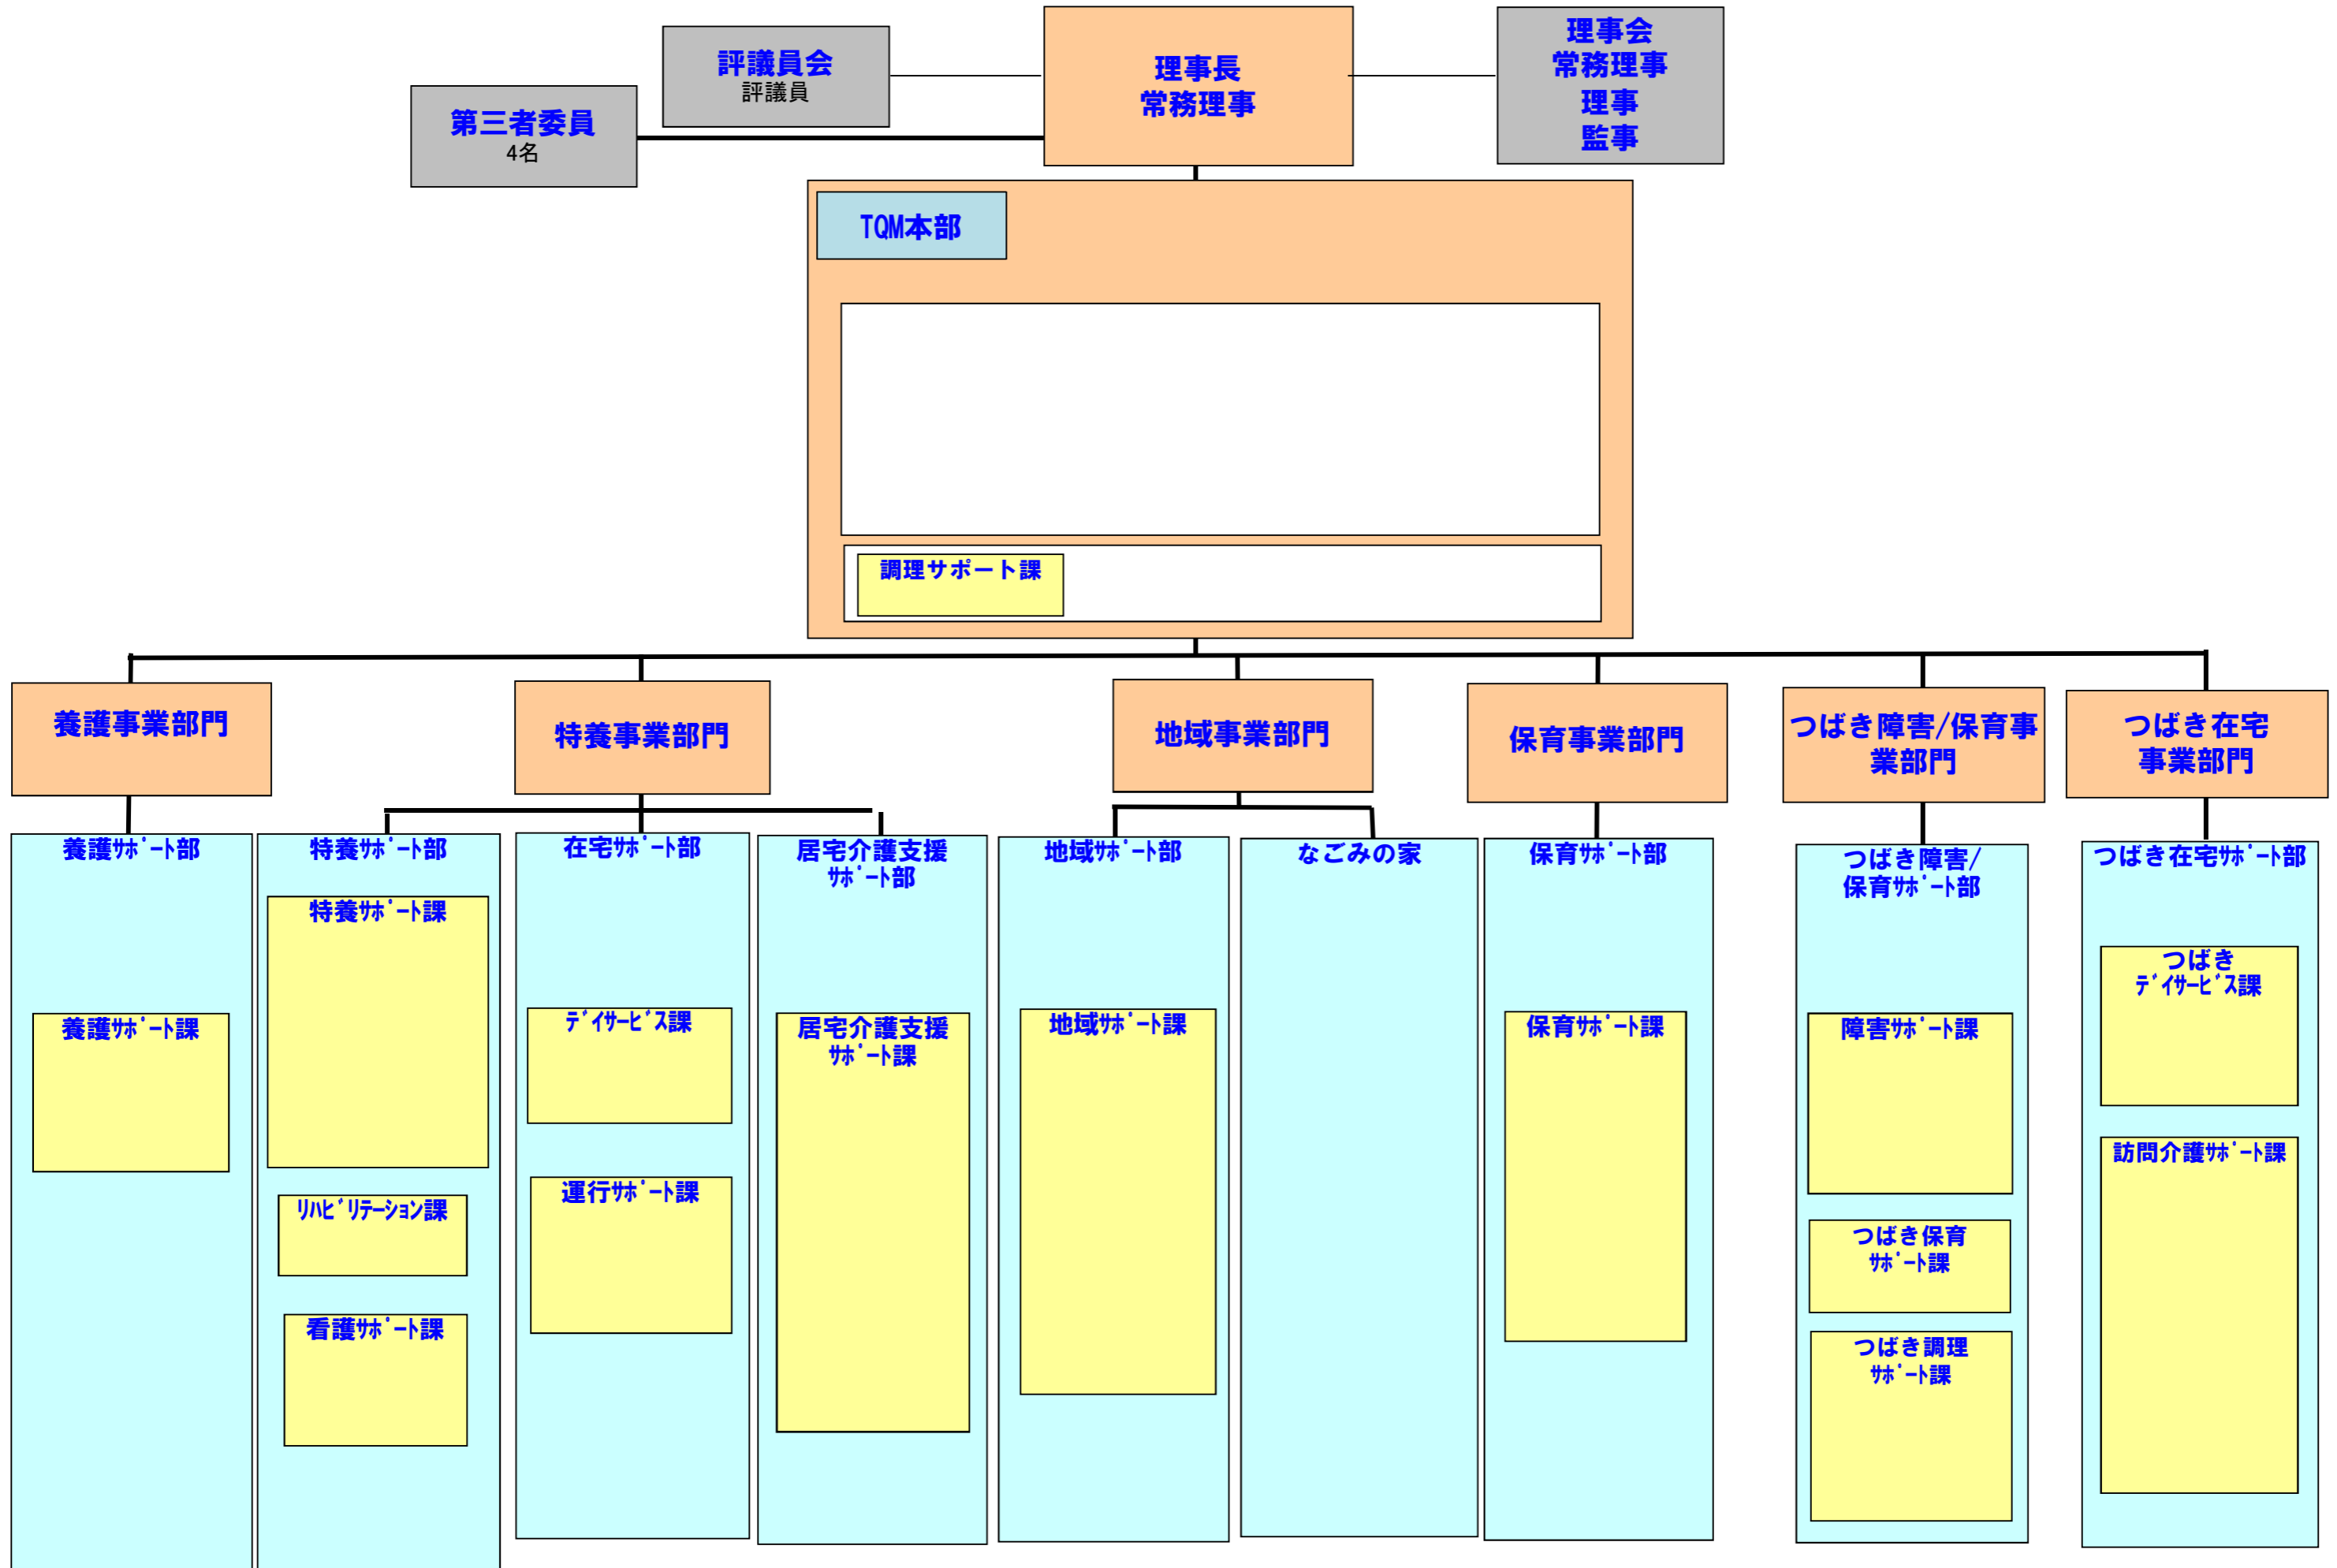 理事長
常務理事
評議員会
評議員
第三者委員
4名
理事会
常務理事
理事
監事
TQM本部
調理サポート課
養護事業部門
特養事業部門
地域事業部門
保育事業部門
つばき障害/保育事
業部門
つばき在宅
事業部門
養護ｻﾎﾟｰﾄ部
養護ｻﾎﾟｰﾄ課
特養ｻﾎﾟｰﾄ部
特養ｻﾎﾟｰﾄ課
ﾘﾊﾋﾞﾘﾃｰｼｮﾝ課
看護ｻﾎﾟｰﾄ課
在宅ｻﾎﾟｰﾄ部
ﾃﾞｲｻｰﾋﾞｽ課
運行ｻﾎﾟｰﾄ課
居宅介護支援
ｻﾎﾟｰﾄ部
居宅介護支援
ｻﾎﾟｰﾄ課
地域ｻﾎﾟｰﾄ部
地域ｻﾎﾟｰﾄ課
なごみの家
保育ｻﾎﾟｰﾄ部
保育ｻﾎﾟｰﾄ課
つばき障害/
保育ｻﾎﾟｰﾄ部
障害ｻﾎﾟｰﾄ課
つばき保育
ｻﾎﾟｰﾄ課
つばき調理
ｻﾎﾟｰﾄ課
つばき在宅ｻﾎﾟｰﾄ部
つばき
ﾃﾞｲｻｰﾋﾞｽ課
訪問介護ｻﾎﾟｰﾄ課